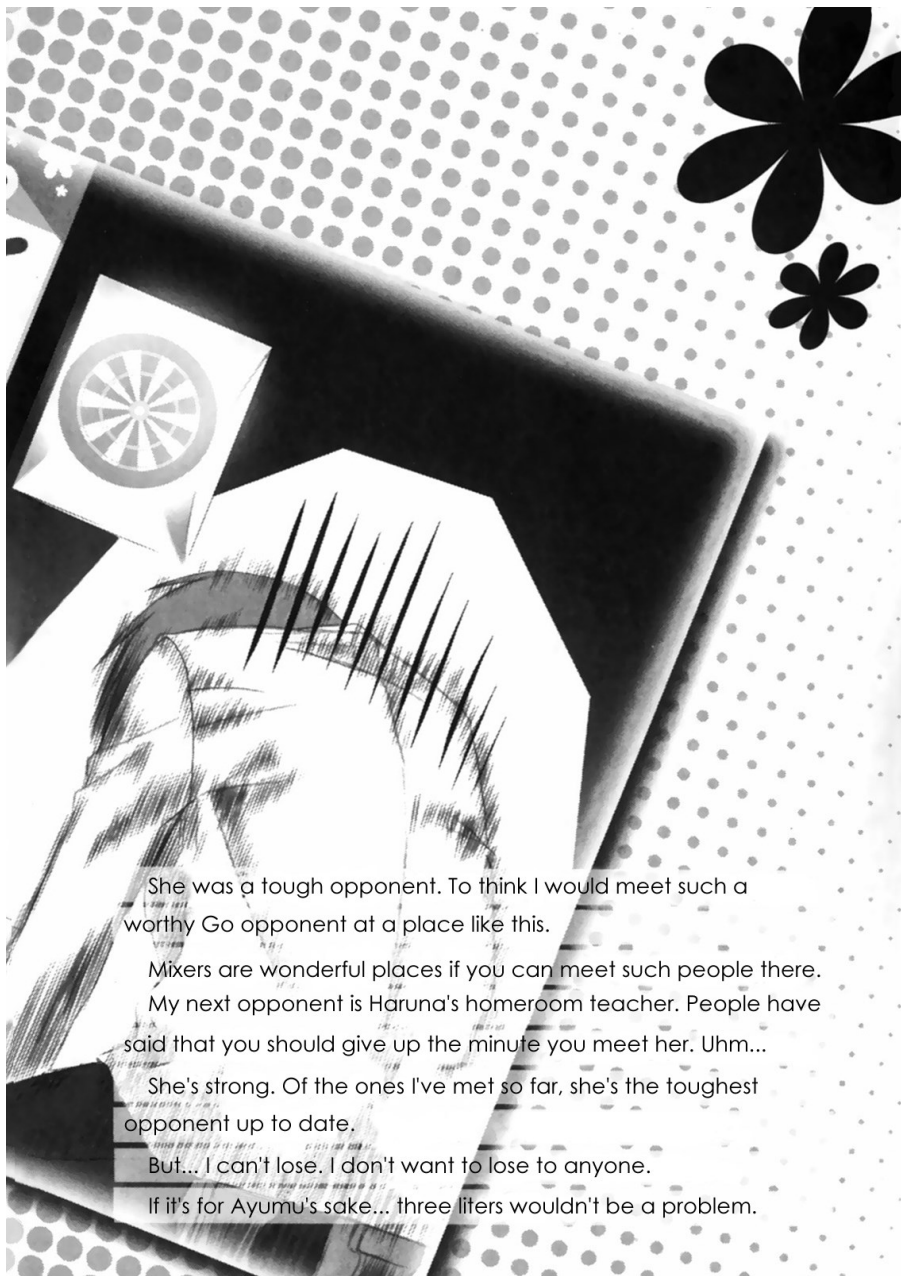 She was a tough opponent. To think I would meet such a
worthy Go opponent at a place like this.
Mixers are wonderful places if you can meet such people there.
My next opponent is Haruna's homeroom teacher. People have
said that you should give up the minute you meet her. Uhm...
She's strong. Of the ones I've met so far, she's the toughest
opponent up to date.
But... I can't lose. I don't want to lose to anyone.
If it's for Ayumu's sake... three liters wouldn't be a problem.